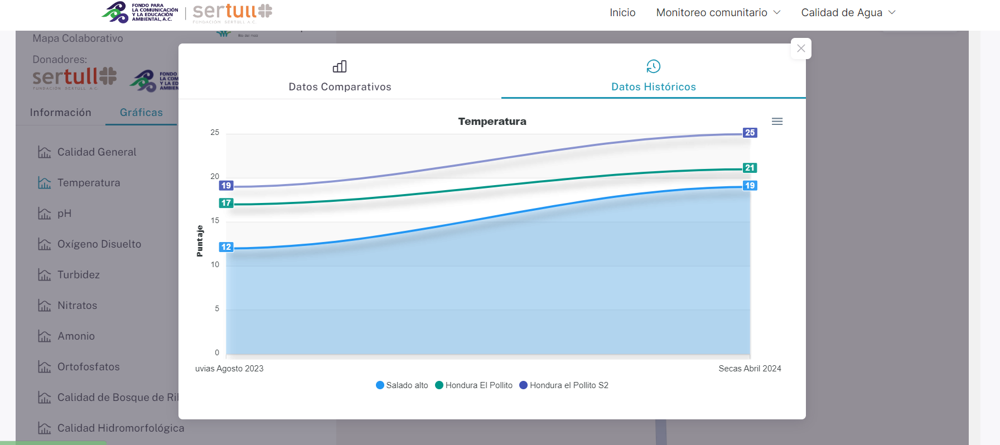 FONDO PARA
LA COMUNICACIÓN
Y LA EDUCACIÓN
AMBIENTAL, A.C.
sertull
FUNDACIÓN SERTULL A.C.
Inicio
Monitoreo comunitario
Calidad de Agua
Mapa Colaborativo
Río del maíz
Donadores:
sertull
FUNDACIÓN SERTULL A.C.
FONDO
LA COM
Y LA ED
AMBIEN
Información
Gráficas
Calidad General
Temperatura
pH
Oxígeno Disuelto
Turbidez
Nitratos
Amonio
Ortofosfatos
Calidad de Bosque de Ri
Calidad Hidromorfológica
Datos Comparativos
Datos Históricos
Temperatura
25
20
15
10
5
0
Puntaje
19
17
12
25
21
19
uvias Agosto 2023
Secas Abril 2024
Salado alto
Hondura El Pollito
Hondura el Pollito S2